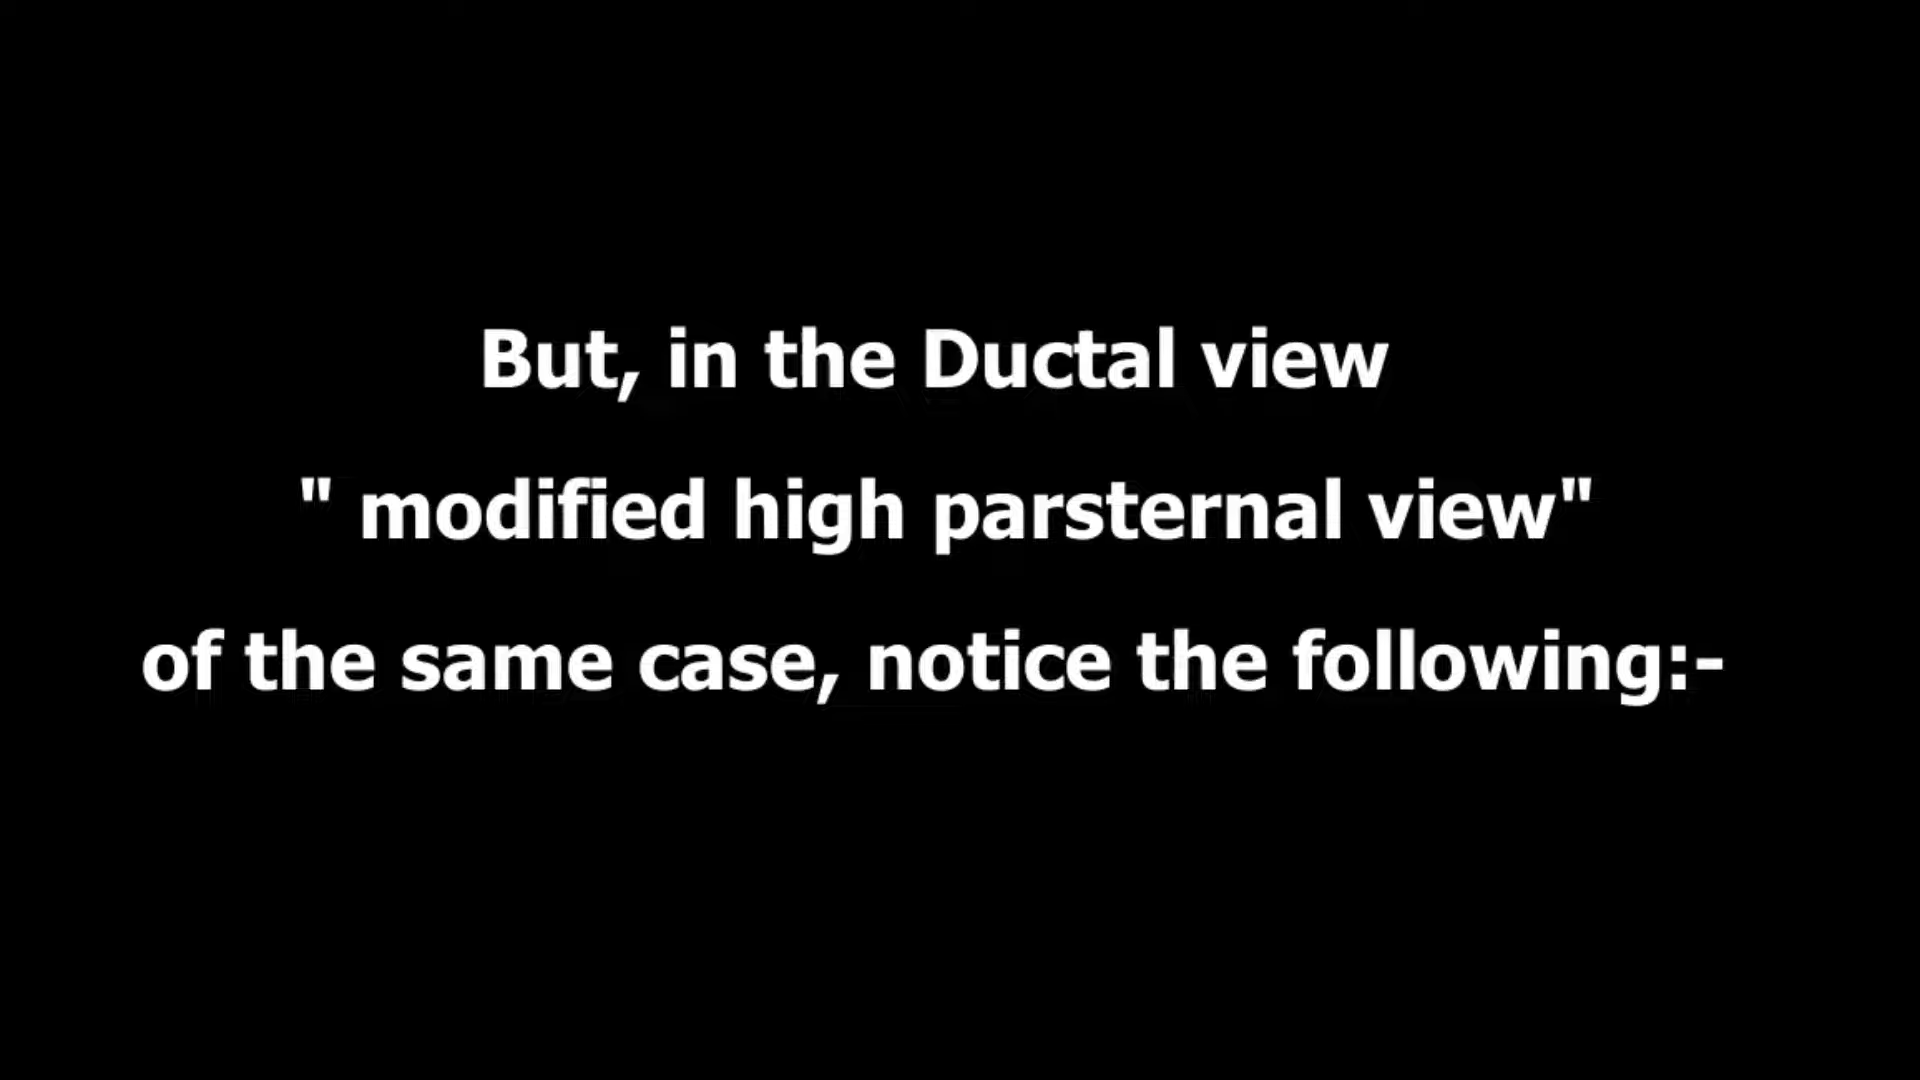 But, in the Ductal view
" modified high parsternal view"
of the same case, notice the following:-